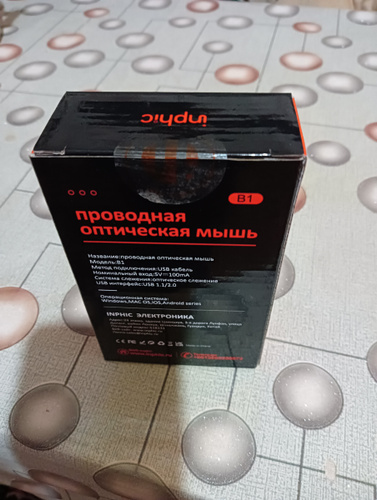 inphic
B1
проводная
оптическая мышь
Название:проводная оптическая мышь
Модель:B1
Метод подключения:USB кабель
Номинальный вход:5V⎓100mA
Система слежения:оптическое слежение
USB интерфейс:USB 1.1/2.0
Операционная система:
Windows,MAC OS,IOS,Android series
INPHIC ЭЛЕКТРОНИКА